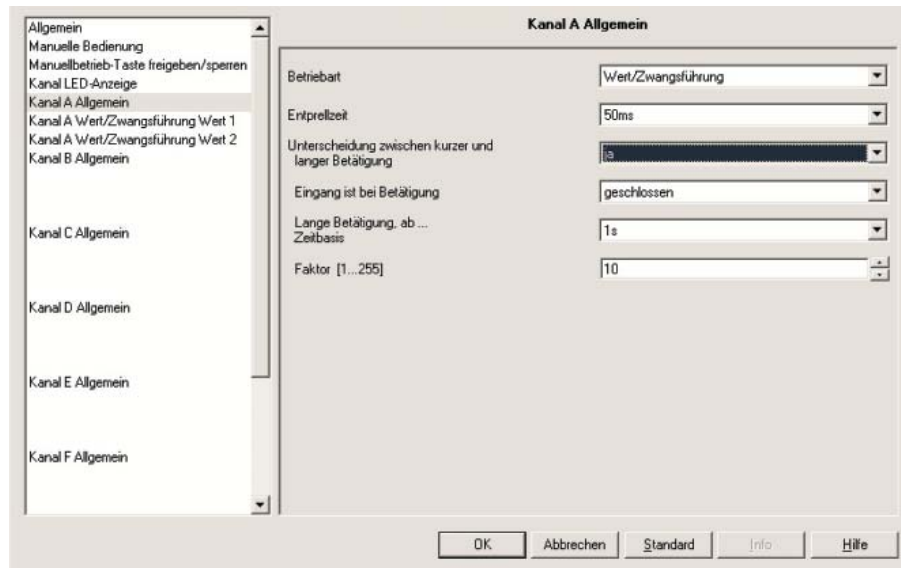 Allgemein
Manuelle Bedienung
Manuellbetrieb-Taste freigeben/sperren
Kanal LED-Anzeige
Kanal A Allgemein
Kanal A Wert/Zwangsführung Wert 1
Kanal A Wert/Zwangsführung Wert 2
Kanal B Allgemein
Kanal C Allgemein
Kanal D Allgemein
Kanal E Allgemein
Kanal F Allgemein
Kanal A Allgemein
Betriebart Wert/Zwangsführung
Entprellzeit 50ms
Unterscheidung zwischen kurzer und
langer Betätigung ja
Eingang ist bei Betätigung geschlossen
Lange Betätigung, ab ...
Zeitbasis 1s
Faktor [1...255] 10
OK Abbrechen Standard Info Hilfe